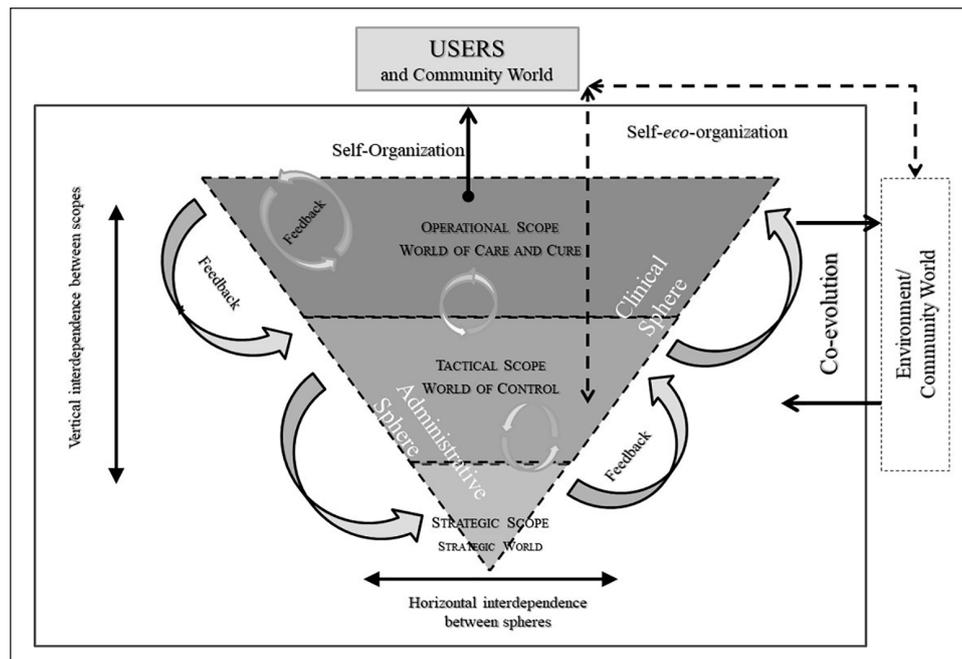 USERS
and Community World
Self-Organization
Self-eco-organization
Feedback
OPERATIONAL SCOPE
WORLD OF CARE AND CURE
Clinical
Sphere
Feedback
Vertical interdependence between scopes
TACTICAL SCOPE
WORLD OF CONTROL
Administrative
Sphere
Feedback
STRATEGIC SCOPE
STRATEGIC WORLD
Co-evolution
Environment/
Community World
Horizontal interdependence
between spheres